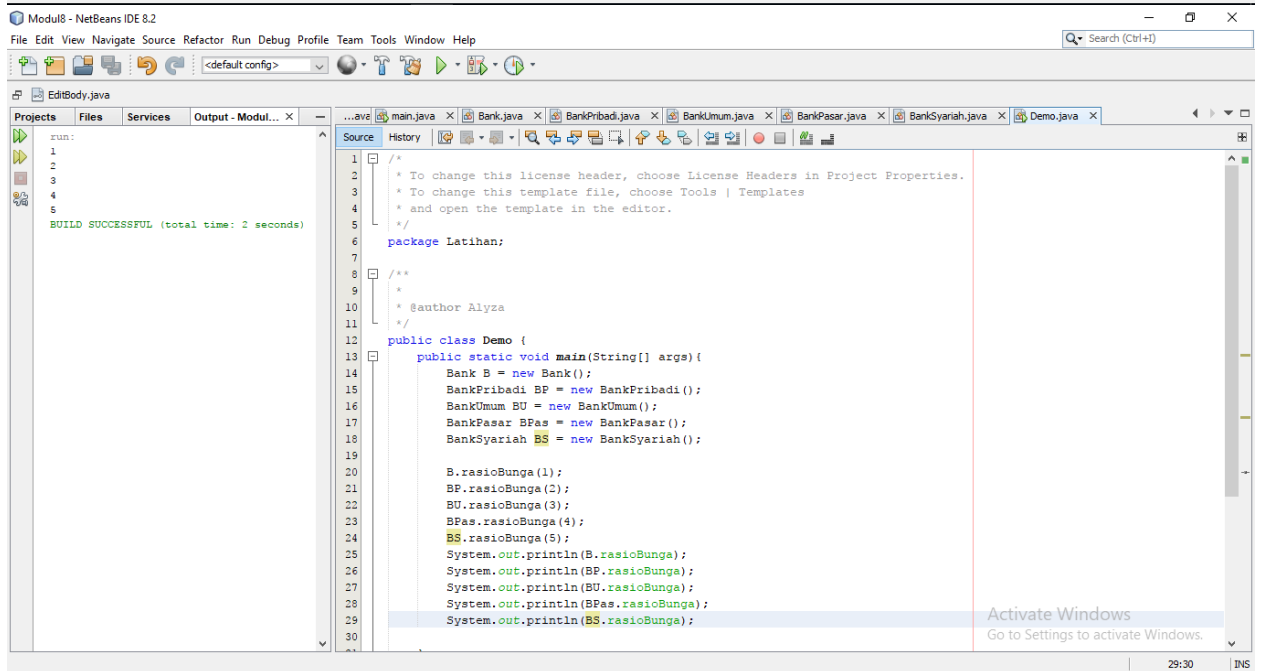 Modul8 - NetBeans IDE 8.2
File Edit View Navigate Source Refactor Run Debug Profile Team Tools Window Help
Search (Ctrl+I)
<default config>
EditBody.java
Projects Files Services Output - Modul... ×
...ava main.java Bank.java BankPribadi.java BankUmum.java BankPasar.java BankSyariah.java Demo.java
run:
1
2
3
4
5
BUILD SUCCESSFUL (total time: 2 seconds)
Source History
1 /*
2 * To change this license header, choose License Headers in Project Properties.
3 * To change this template file, choose Tools | Templates
4 * and open the template in the editor.
5 */
6 package Latihan;
7
8 /**
9 *
10 * @author Alyza
11 */
12 public class Demo {
13 public static void main(String[] args){
14 Bank B = new Bank();
15 BankPribadi BP = new BankPribadi();
16 BankUmum BU = new BankUmum();
17 BankPasar BPas = new BankPasar();
18 BankSyariah BS = new BankSyariah();
19
20 B.rasioBunga(1);
21 BP.rasioBunga(2);
22 BU.rasioBunga(3);
23 BPas.rasioBunga(4);
24 BS.rasioBunga(5);
25 System.out.println(B.rasioBunga);
26 System.out.println(BP.rasioBunga);
27 System.out.println(BU.rasioBunga);
28 System.out.println(BPas.rasioBunga);
29 System.out.println(BS.rasioBunga);
30
Activate Windows
Go to Settings to activate Windows.
29:30 INS